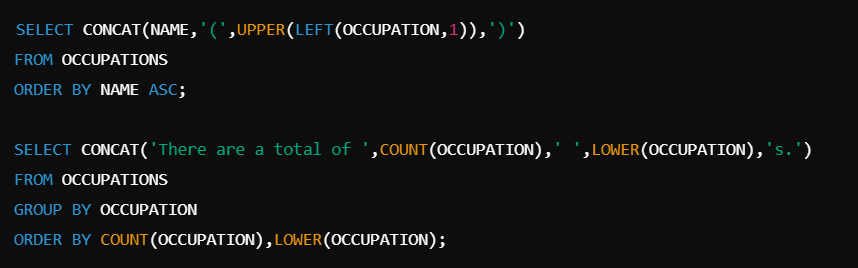 SELECT CONCAT(NAME,'(',UPPER(LEFT(OCCUPATION,1)),')')
FROM OCCUPATIONS
ORDER BY NAME ASC;
SELECT CONCAT('There are a total of ',COUNT(OCCUPATION),' ',LOWER(OCCUPATION),'s.')
FROM OCCUPATIONS
GROUP BY OCCUPATION
ORDER BY COUNT(OCCUPATION),LOWER(OCCUPATION);